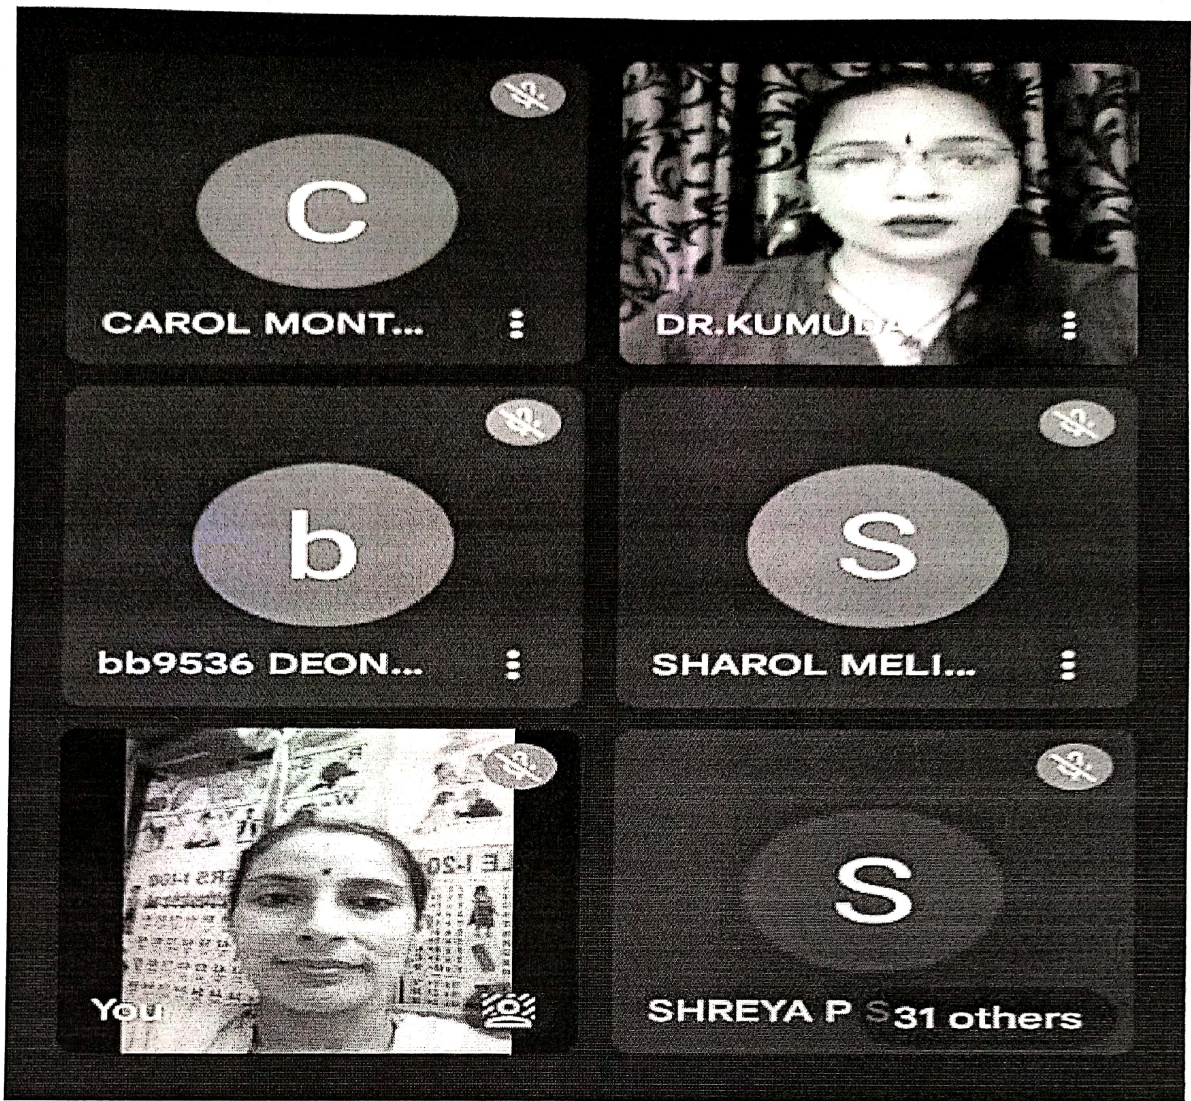 C
CAROL MONT...
DR.KUMUDA
b
bb9536 DEON...
S
SHAROL MELI...
You
S
SHREYA P S
31 others